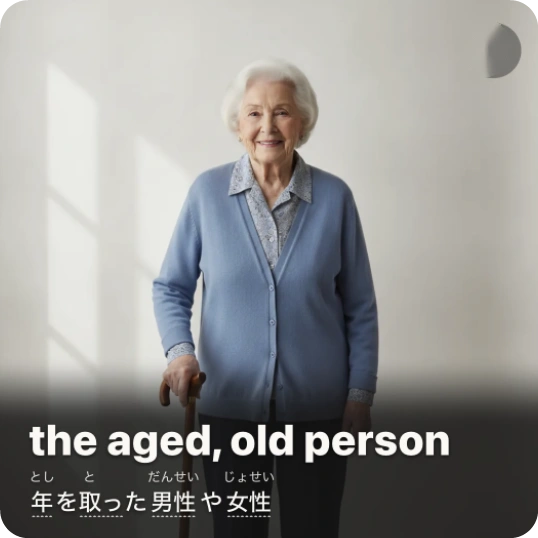 the aged, old person
とし と だんせい じょせい
年を取った男性や女性